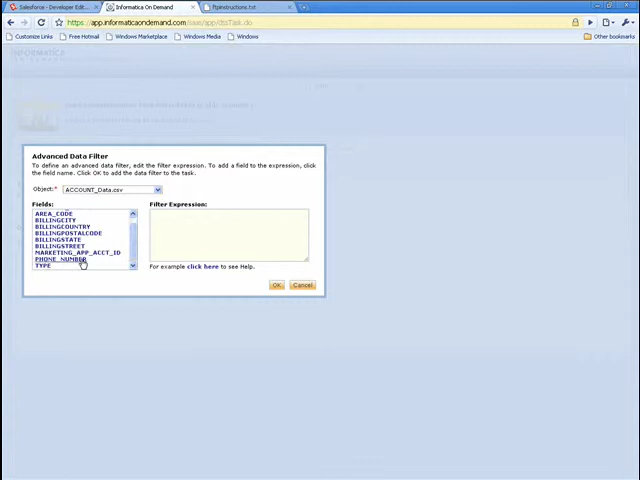 Salesforce - Developer Edit...
Informatica On Demand
ftpinstructions.txt
https://app.informaticaondemand.com/saas/app/dssTask.do
Customize Links
Free Hotmail
Windows Marketplace
Windows Media
Windows
Other bookmarks
Advanced Data Filter
To define an advanced data filter, edit the filter expression. To add a field to the expression, click
the field name. Click OK to add the data filter to the task.
Object:* ACCOUNT_Data.csv
Fields:
Filter Expression:
AREA_CODE
BILLINGCITY
BILLINGCOUNTRY
BILLINGPOSTALCODE
BILLINGSTATE
BILLINGSTREET
MARKETING_APP_ACCT_ID
PHONE_NUMBER
TYPE
For example click here to see Help.
OK
Cancel